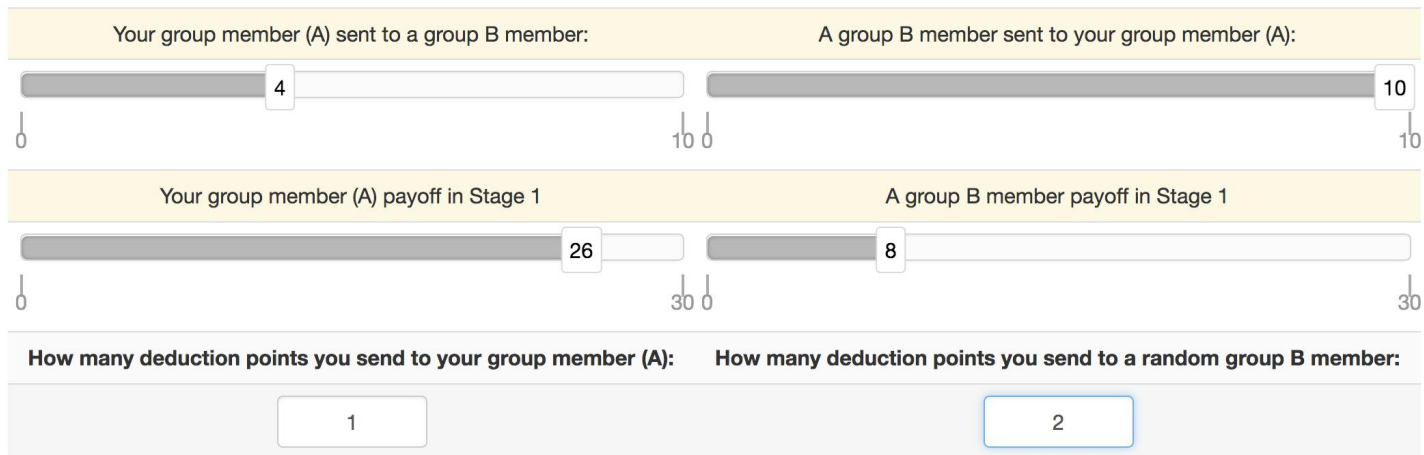 Your group member (A) sent to a group B member:
A group B member sent to your group member (A):
4
10
0
10
0
10
Your group member (A) payoff in Stage 1
A group B member payoff in Stage 1
26
8
0
30
0
30
How many deduction points you send to your group member (A):
How many deduction points you send to a random group B member:
1
2